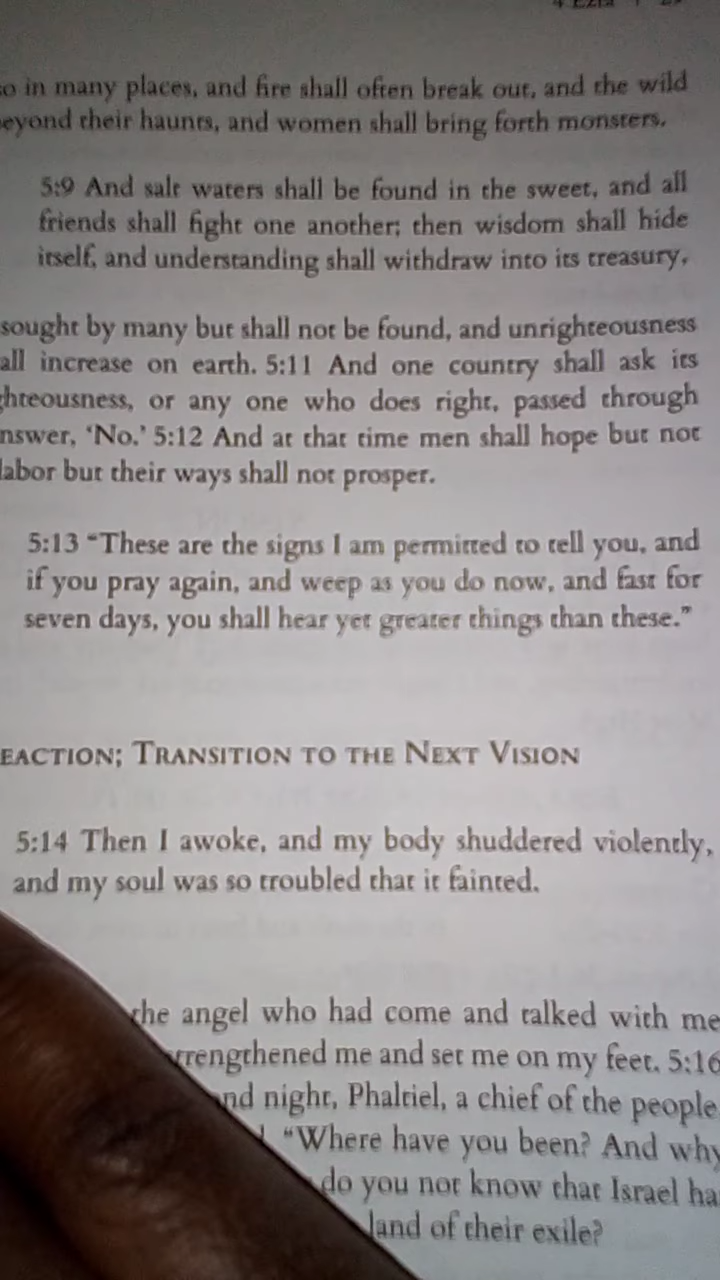 in many places, and fire shall often break out, and the wild
their haunts, and women shall bring forth monsters.
5:9 And salt waters shall be found in the sweet, and all
friends shall fight one another; then wisdom shall hide
itself, and understanding shall withdraw into its treasury,
sought by many but shall not be found, and unrighteousness
increase on earth. 5:11 And one country shall ask its
or any one who does right, passed through
'No.' 5:12 And at that time men shall hope but not
labor but their ways shall not prosper.
5:13 "These are the signs I am permitted to tell you, and
if you pray again, and weep as you do now, and fast for
seven days, you shall hear yet greater things than these."
EACTION; TRANSITION TO THE NEXT VISION
5:14 Then I awoke, and my body shuddered violently,
and my soul was so troubled that it fainted.
the angel who had come and talked with me
me and set me on my feet. 5:16
night, Phaltiel, a chief of the people
"Where have you been? And why
do you not know that Israel ha
land of their exile?